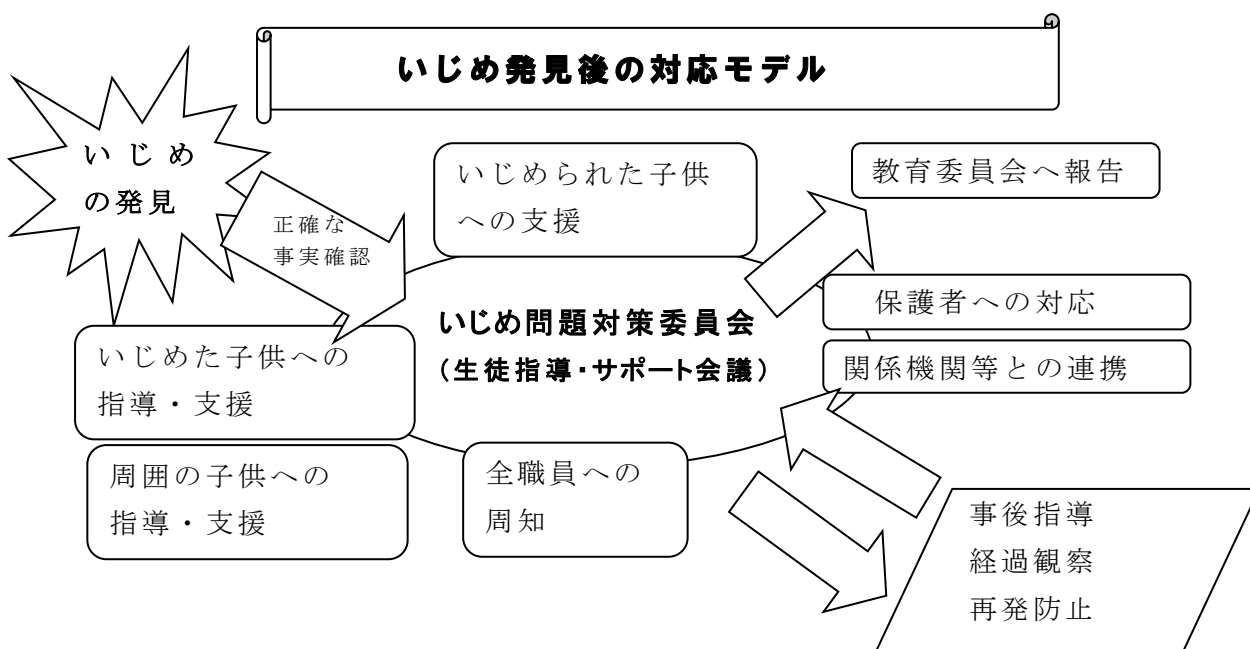 いじめ発見後の対応モデル
いじめ
の発見
正確な
事実確認
いじめられた子供
への支援
教育委員会へ報告
保護者への対応
関係機関等との連携
いじめ問題対策委員会
（生徒指導・サポート会議）
いじめた子供への
指導・支援
周囲の子供への
指導・支援
全職員への
周知
事後指導
経過観察
再発防止